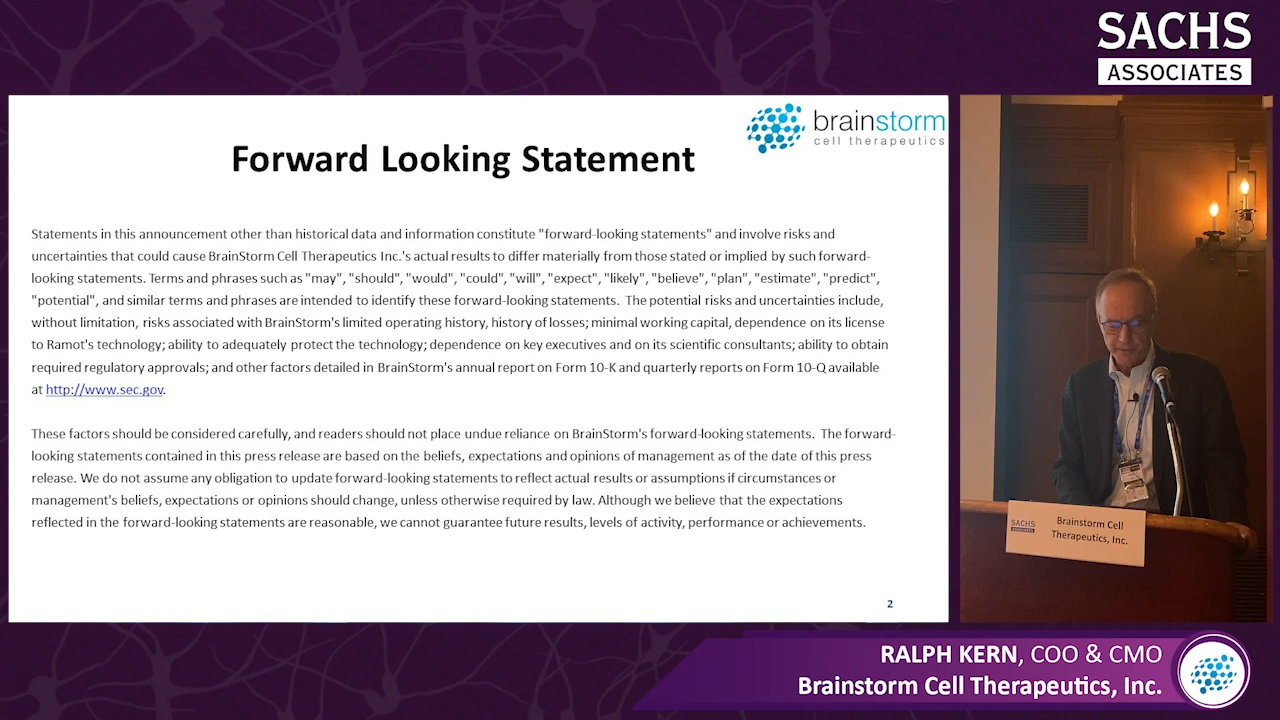 SACHS
ASSOCIATES
brainstorm
cell therapeutics
Forward Looking Statement
Statements in this announcement other than historical data and information constitute "forward-looking statements" and involve risks and
uncertainties that could cause BrainStorm Cell Therapeutics Inc.'s actual results to differ materially from those stated or implied by such forward-
looking statements. Terms and phrases such as "may", "should", "would", "could", "will", "expect", "likely", "believe", "plan", "estimate", "predict",
"potential", and similar terms and phrases are intended to identify these forward-looking statements.  The potential risks and uncertainties include,
without limitation, risks associated with BrainStorm's limited operating history, history of losses; minimal working capital, dependence on its license
to Ramot's technology; ability to adequately protect the technology; dependence on key executives and on its scientific consultants; ability to obtain
required regulatory approvals; and other factors detailed in BrainStorm's annual report on Form 10-K and quarterly reports on Form 10-Q available
at http://www.sec.gov.
These factors should be considered carefully, and readers should not place undue reliance on BrainStorm's forward-looking statements.  The forward-
looking statements contained in this press release are based on the beliefs, expectations and opinions of management as of the date of this press
release. We do not assume any obligation to update forward-looking statements to reflect actual results or assumptions if circumstances or
management's beliefs, expectations or opinions should change, unless otherwise required by law. Although we believe that the expectations
reflected in the forward-looking statements are reasonable, we cannot guarantee future results, levels of activity, performance or achievements.
2
SACHS
ASSOCIATES
Brainstorm Cell
Therapeutics, Inc.
RALPH KERN, COO & CMO
Brainstorm Cell Therapeutics, Inc.